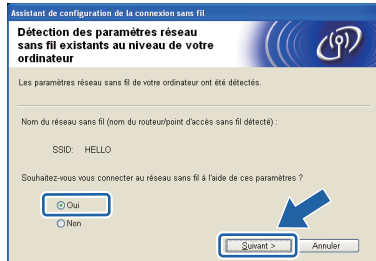 Assistant de configuration de la connexion sans fil
Détection des paramètres réseau
sans fil existants au niveau de votre
ordinateur
Les paramètres réseau sans fil de votre ordinateur ont été détectés.
Nom du réseau sans fil (nom du routeur/point d'accès sans fil détecté) :
SSID: HELLO
Souhaitez-vous vous connecter au réseau sans fil à l'aide de ces paramètres ?
Oui
Non
Suivant >
Annuler